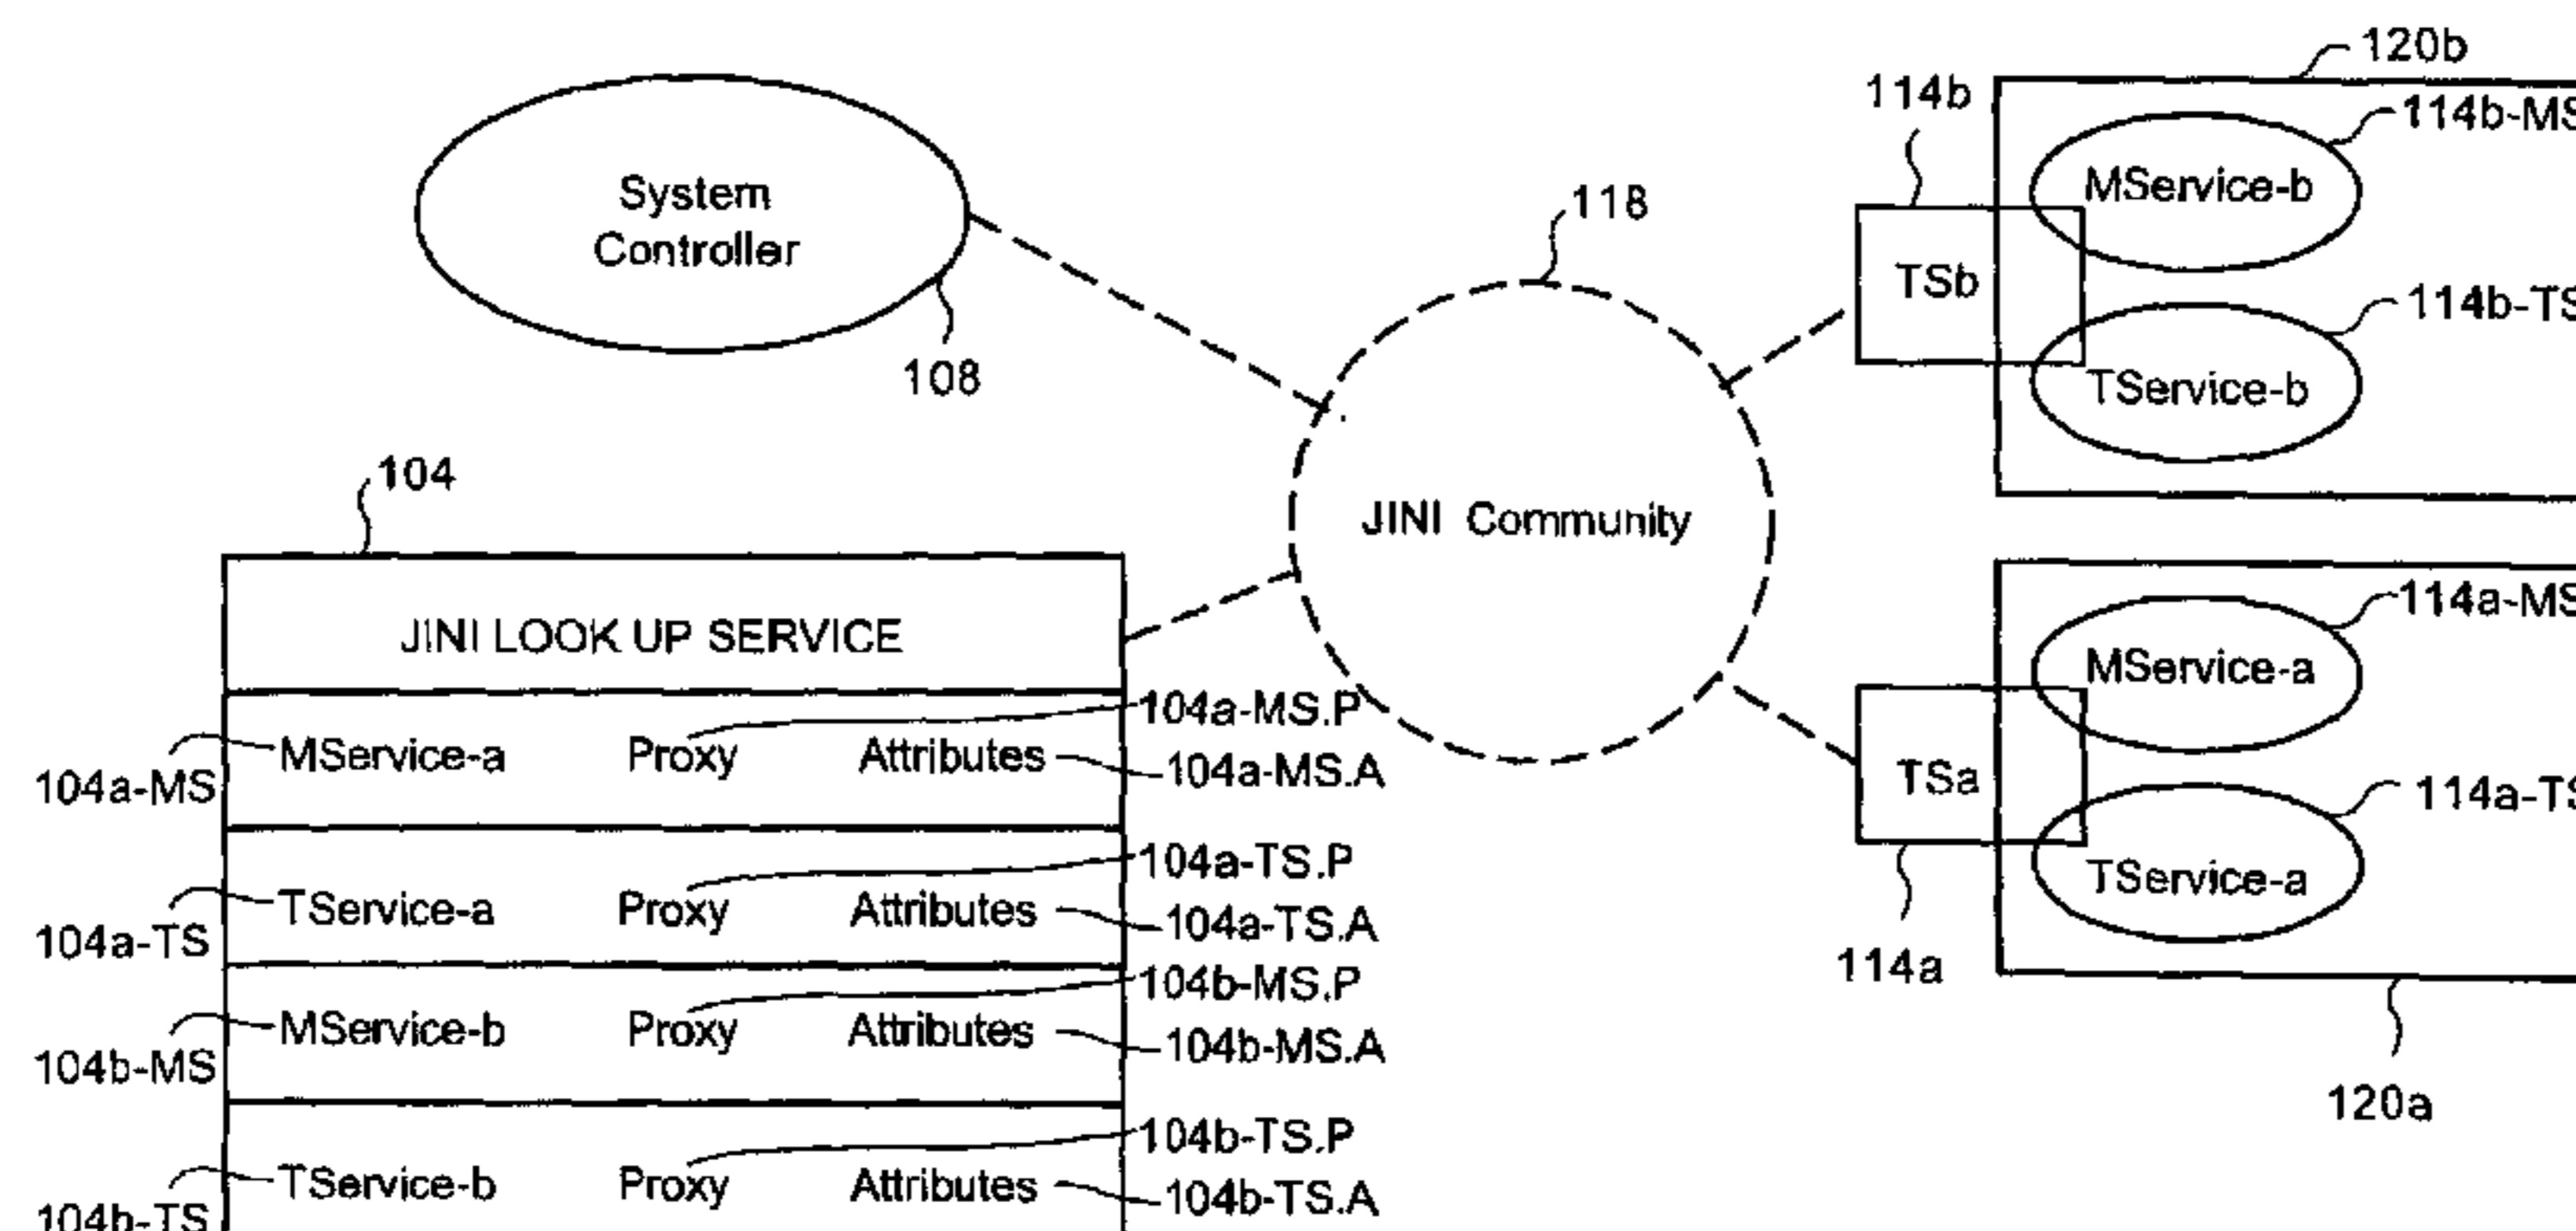 120b
114b
114b-MS
MService-b
System
Controller
118
TSb
114b-TS
108
TService-b
104
JINI Community
114a-MS
JINI LOOK UP SERVICE
MService-a
104a-MS.P
MService-a Proxy Attributes
104a-MS.A
104a-MS
TSa
114a-TS
104a-TS.P
TService-a
TService-a Proxy Attributes
104a-TS.A
104a-TS
114a
104b-MS.P
MService-b Proxy Attributes
104b-MS.A
104b-MS
120a
104b-TS.P
TService-b Proxy Attributes
104b-TS.A
104b-TS